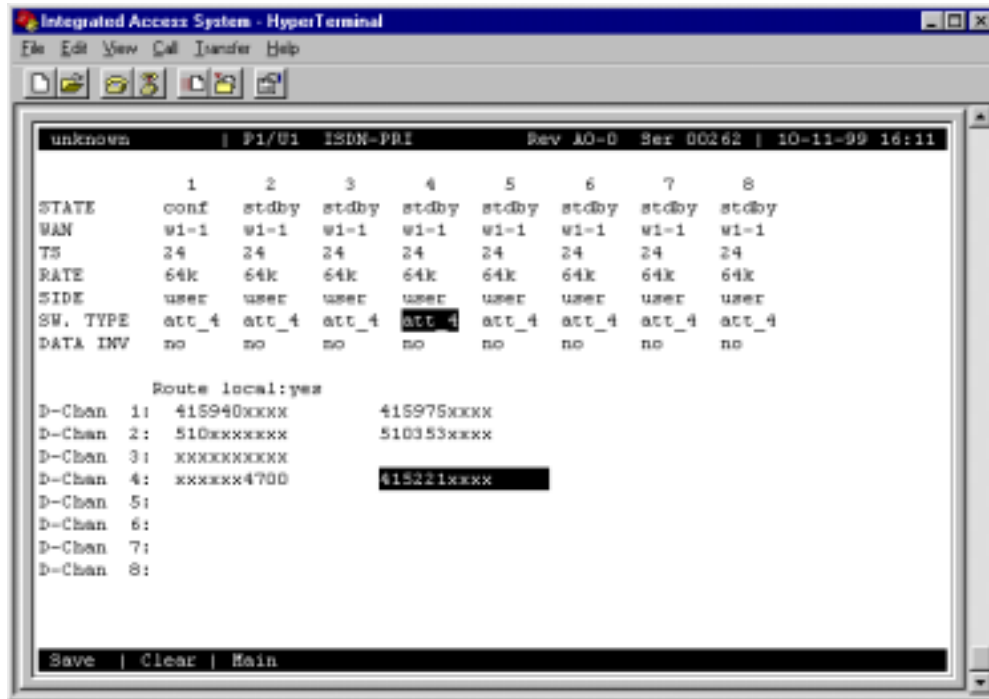 Integrated Access System - HyperTerminal
File Edit View Call Transfer Help
unknown | P1/U1 ISDN-PRI Rev A0-0 Ser 00262 | 10-11-99 16:11
1 2 3 4 5 6 7 8
STATE conf stdby stdby stdby stdby stdby stdby stdby
WAN w1-1 w1-1 w1-1 w1-1 w1-1 w1-1 w1-1 w1-1
TS 24 24 24 24 24 24 24 24
RATE 64k 64k 64k 64k 64k 64k 64k 64k
SIDE user user user user user user user user
SW. TYPE att_4 att_4 att_4 att_4 att_4 att_4 att_4 att_4
DATA INV no no no no no no no no
Route local:yes
D-Chan 1: 415940xxxx 415975xxxx
D-Chan 2: 510xxxxxxx 510353xxxx
D-Chan 3: xxxxxxxxxx
D-Chan 4: xxxxxx4700 415221xxxx
D-Chan 5:
D-Chan 6:
D-Chan 7:
D-Chan 8:
Save | Clear | Main